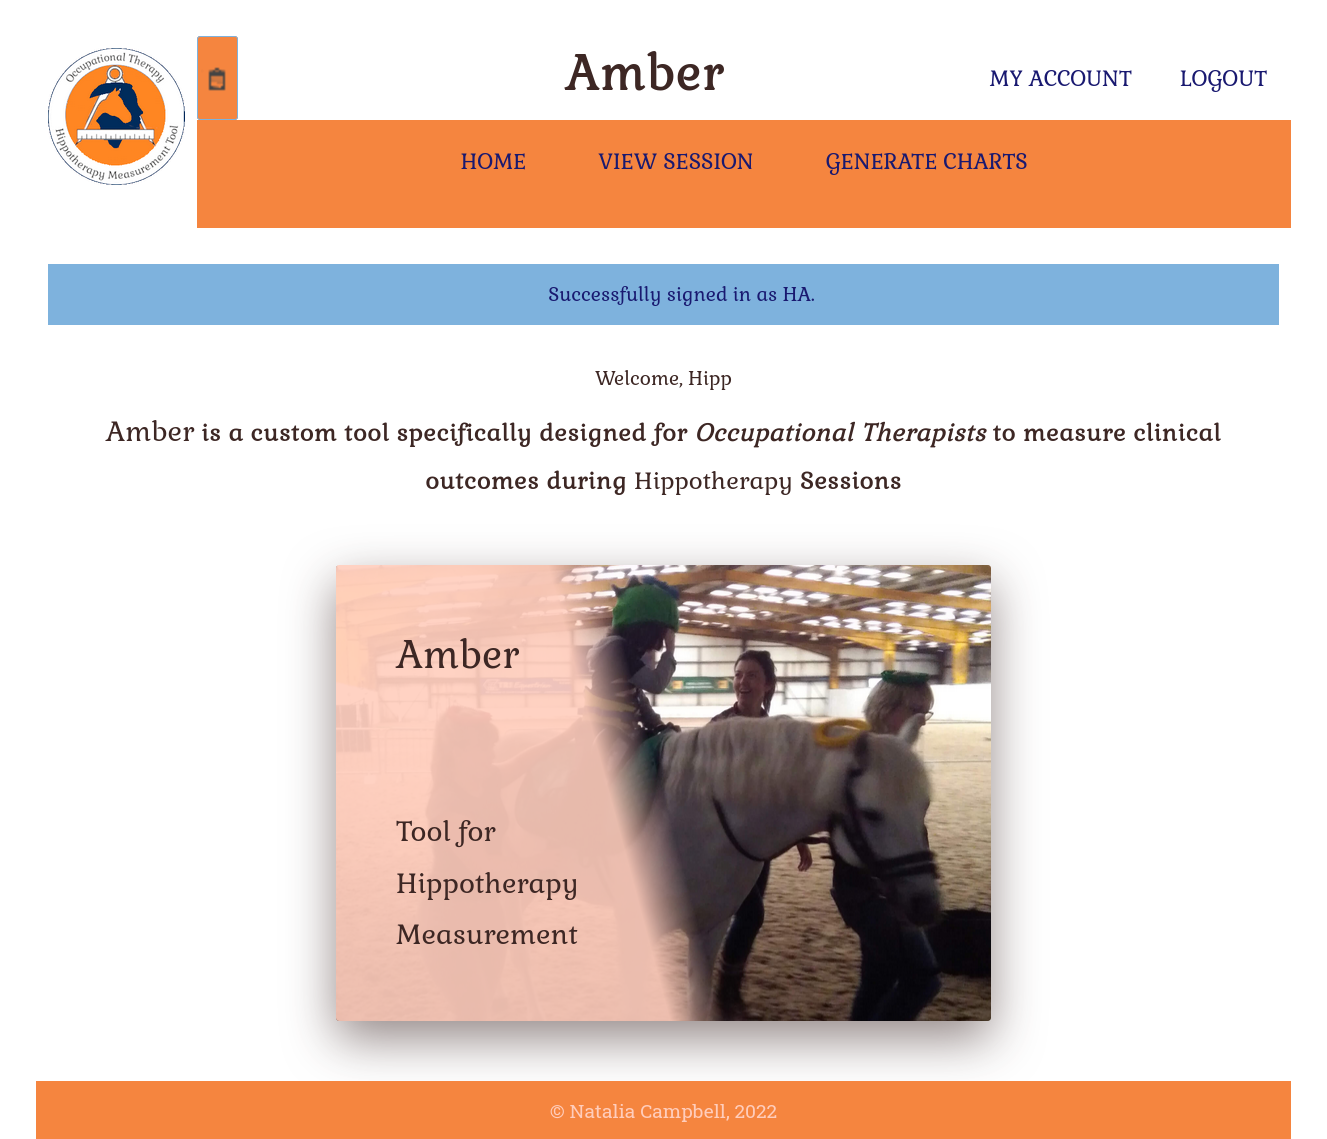 Occupational Therapy
Hippotherapy Measurement Tool
Amber
MY ACCOUNT LOGOUT
HOME VIEW SESSION GENERATE CHARTS
Successfully signed in as HA.
Welcome, Hipp
Amber is a custom tool specifically designed for Occupational Therapists to measure clinical
outcomes during Hippotherapy Sessions
Amber
Tool for
Hippotherapy
Measurement
© Natalia Campbell, 2022